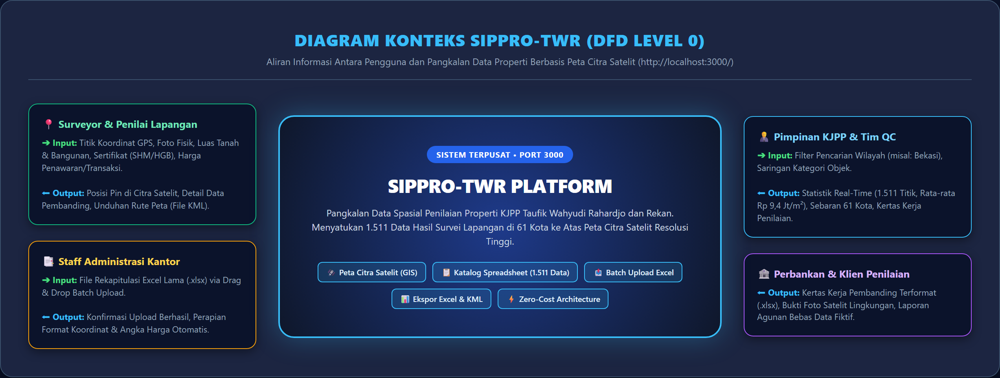 DIAGRAM KONTEKS SIPPRO-TWR (DFD LEVEL 0)
Aliran Informasi Antara Pengguna dan Pangkalan Data Properti Berbasis Peta Citra Satelit (http://localhost:3000/)
Surveyor & Penilai Lapangan
➔ Input: Titik Koordinat GPS, Foto Fisik, Luas Tanah
& Bangunan, Sertifikat (SHM/HGB), Harga
Penawaran/Transaksi.
⬅ Output: Posisi Pin di Citra Satelit, Detail Data
Pembanding, Unduhan Rute Peta (File KML).
Staff Administrasi Kantor
➔ Input: File Rekapitulasi Excel Lama (.xlsx) via Drag
& Drop Batch Upload.
⬅ Output: Konfirmasi Upload Berhasil, Perapian
Format Koordinat & Angka Harga Otomatis.
SISTEM TERPUSAT • PORT 3000
SIPPRO-TWR PLATFORM
Pangkalan Data Spasial Penilaian Properti KJPP Taufik Wahyudi Rahardjo dan Rekan.
Menyatukan 1.511 Data Hasil Survei Lapangan di 61 Kota ke Atas Peta Citra Satelit Resolusi
Tinggi.
Peta Citra Satelit (GIS)
Katalog Spreadsheet (1.511 Data)
Batch Upload Excel
Ekspor Excel & KML
Zero-Cost Architecture
Pimpinan KJPP & Tim QC
➔ Input: Filter Pencarian Wilayah (misal: Bekasi),
Saringan Kategori Objek.
⬅ Output: Statistik Real-Time (1.511 Titik, Rata-rata
Rp 9,4 Jt/m²), Sebaran 61 Kota, Kertas Kerja
Penilaian.
Perbankan & Klien Penilaian
⬅ Output: Kertas Kerja Pembanding Terformat
(.xlsx), Bukti Foto Satelit Lingkungan, Laporan
Agunan Bebas Data Fiktif.